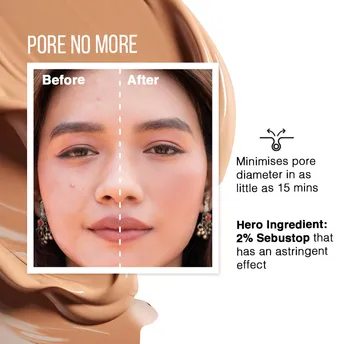 PORE NO MORE
Before
After
Minimises pore
diameter in as
little as 15 mins
Hero Ingredient:
2% Sebustop that
has an astringent
effect